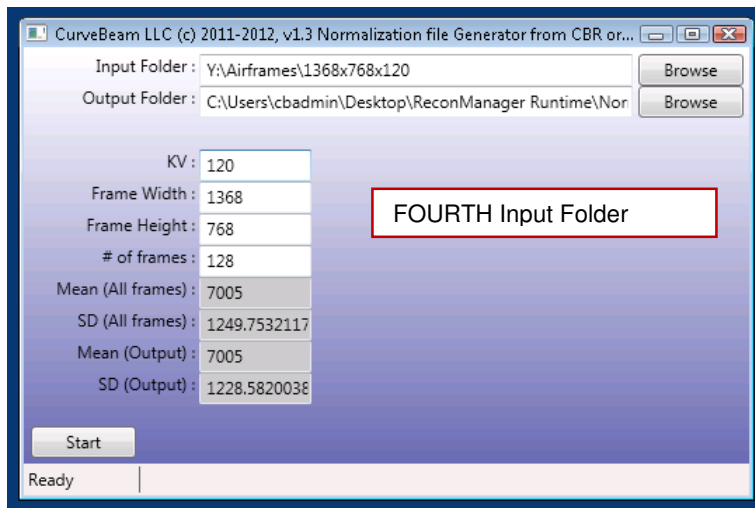 CurveBeam LLC (c) 2011-2012, v1.3 Normalization file Generator from CBR or...
Input Folder : Y:\Airframes\1368x768x120 Browse
Output Folder : C:\Users\cbadmin\Desktop\ReconManager Runtime\Nor Browse
KV : 120
Frame Width : 1368
FOURTH Input Folder
Frame Height : 768
# of frames : 128
Mean (All frames) : 7005
SD (All frames) : 1249.7532117
Mean (Output) : 7005
SD (Output) : 1228.5820038
Start
Ready